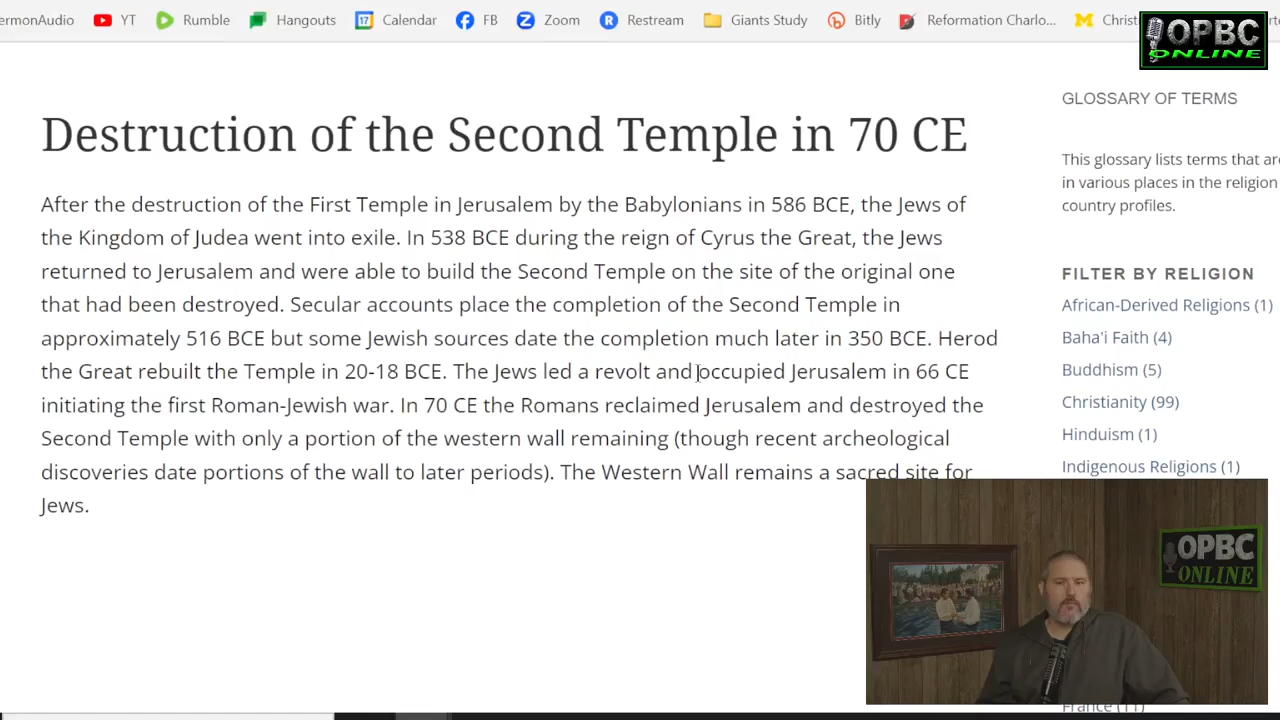 ermonAudio YT Rumble Hangouts Calendar FB Zoom Restream Giants Study Bitly Reformation Charlo... Christ
OPBC
ONLINE
Destruction of the Second Temple in 70 CE
After the destruction of the First Temple in Jerusalem by the Babylonians in 586 BCE, the Jews of
the Kingdom of Judea went into exile. In 538 BCE during the reign of Cyrus the Great, the Jews
returned to Jerusalem and were able to build the Second Temple on the site of the original one
that had been destroyed. Secular accounts place the completion of the Second Temple in
approximately 516 BCE but some Jewish sources date the completion much later in 350 BCE. Herod
the Great rebuilt the Temple in 20-18 BCE. The Jews led a revolt and occupied Jerusalem in 66 CE
initiating the first Roman-Jewish war. In 70 CE the Romans reclaimed Jerusalem and destroyed the
Second Temple with only a portion of the western wall remaining (though recent archeological
discoveries date portions of the wall to later periods). The Western Wall remains a sacred site for
Jews.
GLOSSARY OF TERMS
This glossary lists terms that are
in various places in the religion
country profiles.
FILTER BY RELIGION
African-Derived Religions (1)
Baha'i Faith (4)
Buddhism (5)
Christianity (99)
Hinduism (1)
Indigenous Religions (1)
OPBC
ONLINE
France (11)